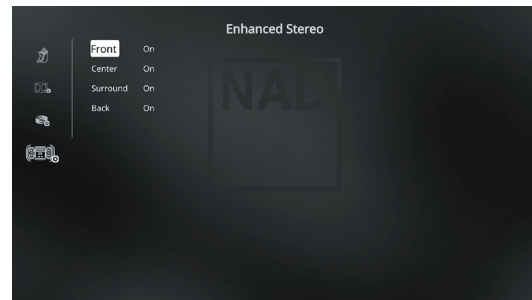 Enhanced Stereo
Front On
Center On
Surround On
Back On
NAD